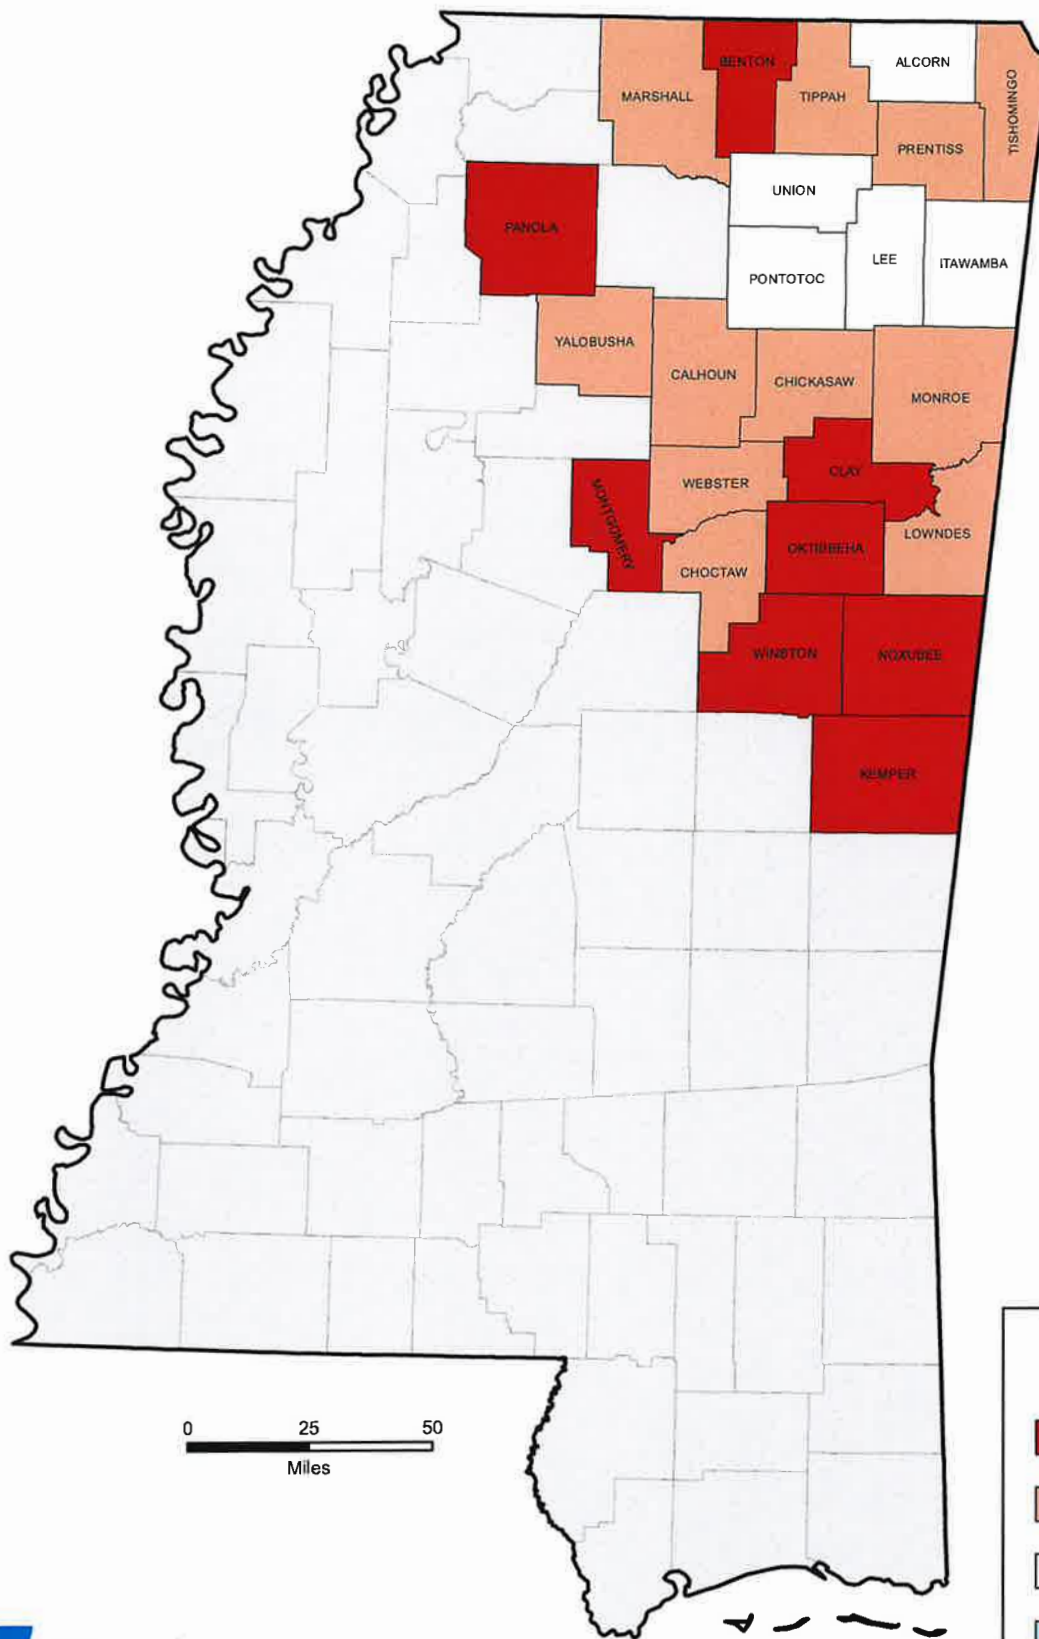 BENTON
ALCORN
MARSHALL
TIPPAH
TISHOMINGO
PRENTISS
UNION
PANOLA
LEE
ITAWAMBA
PONTOTOC
YALOBUSHA
CALHOUN
CHICKASAW
MONROE
CLAY
WEBSTER
MONTGOMERY
LOWNDES
OKTIBBEHA
CHOCTAW
WINSTON
NOXUBEE
KEMPER
0 25 50
Miles